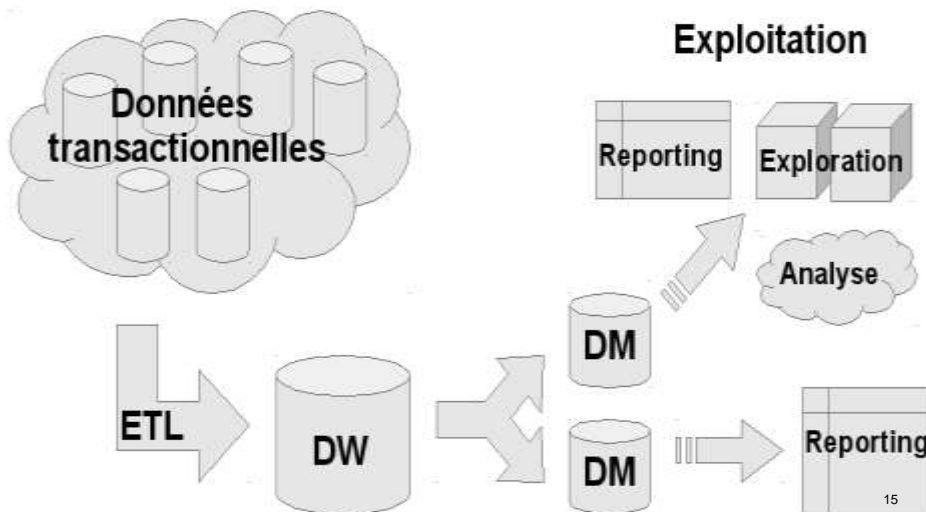 Données
transactionnelles
Exploitation
Reporting
Exploration
Analyse
ETL
DW
DM
DM
Reporting
15